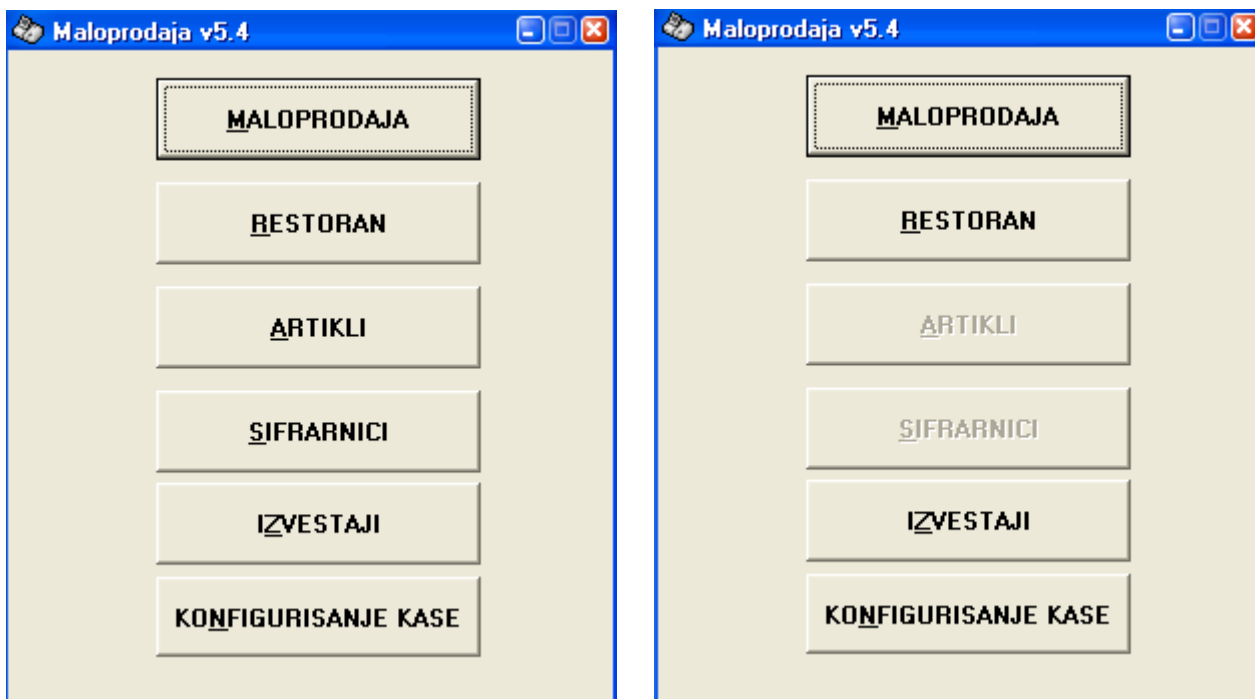 Maloprodaja v5.4
MALOPRODAJA
RESTORAN
ARTIKLI
SIFRARNICI
IZVESTAJI
KONFIGURISANJE KASE
Maloprodaja v5.4
MALOPRODAJA
RESTORAN
ARTIKLI
SIFRARNICI
IZVESTAJI
KONFIGURISANJE KASE